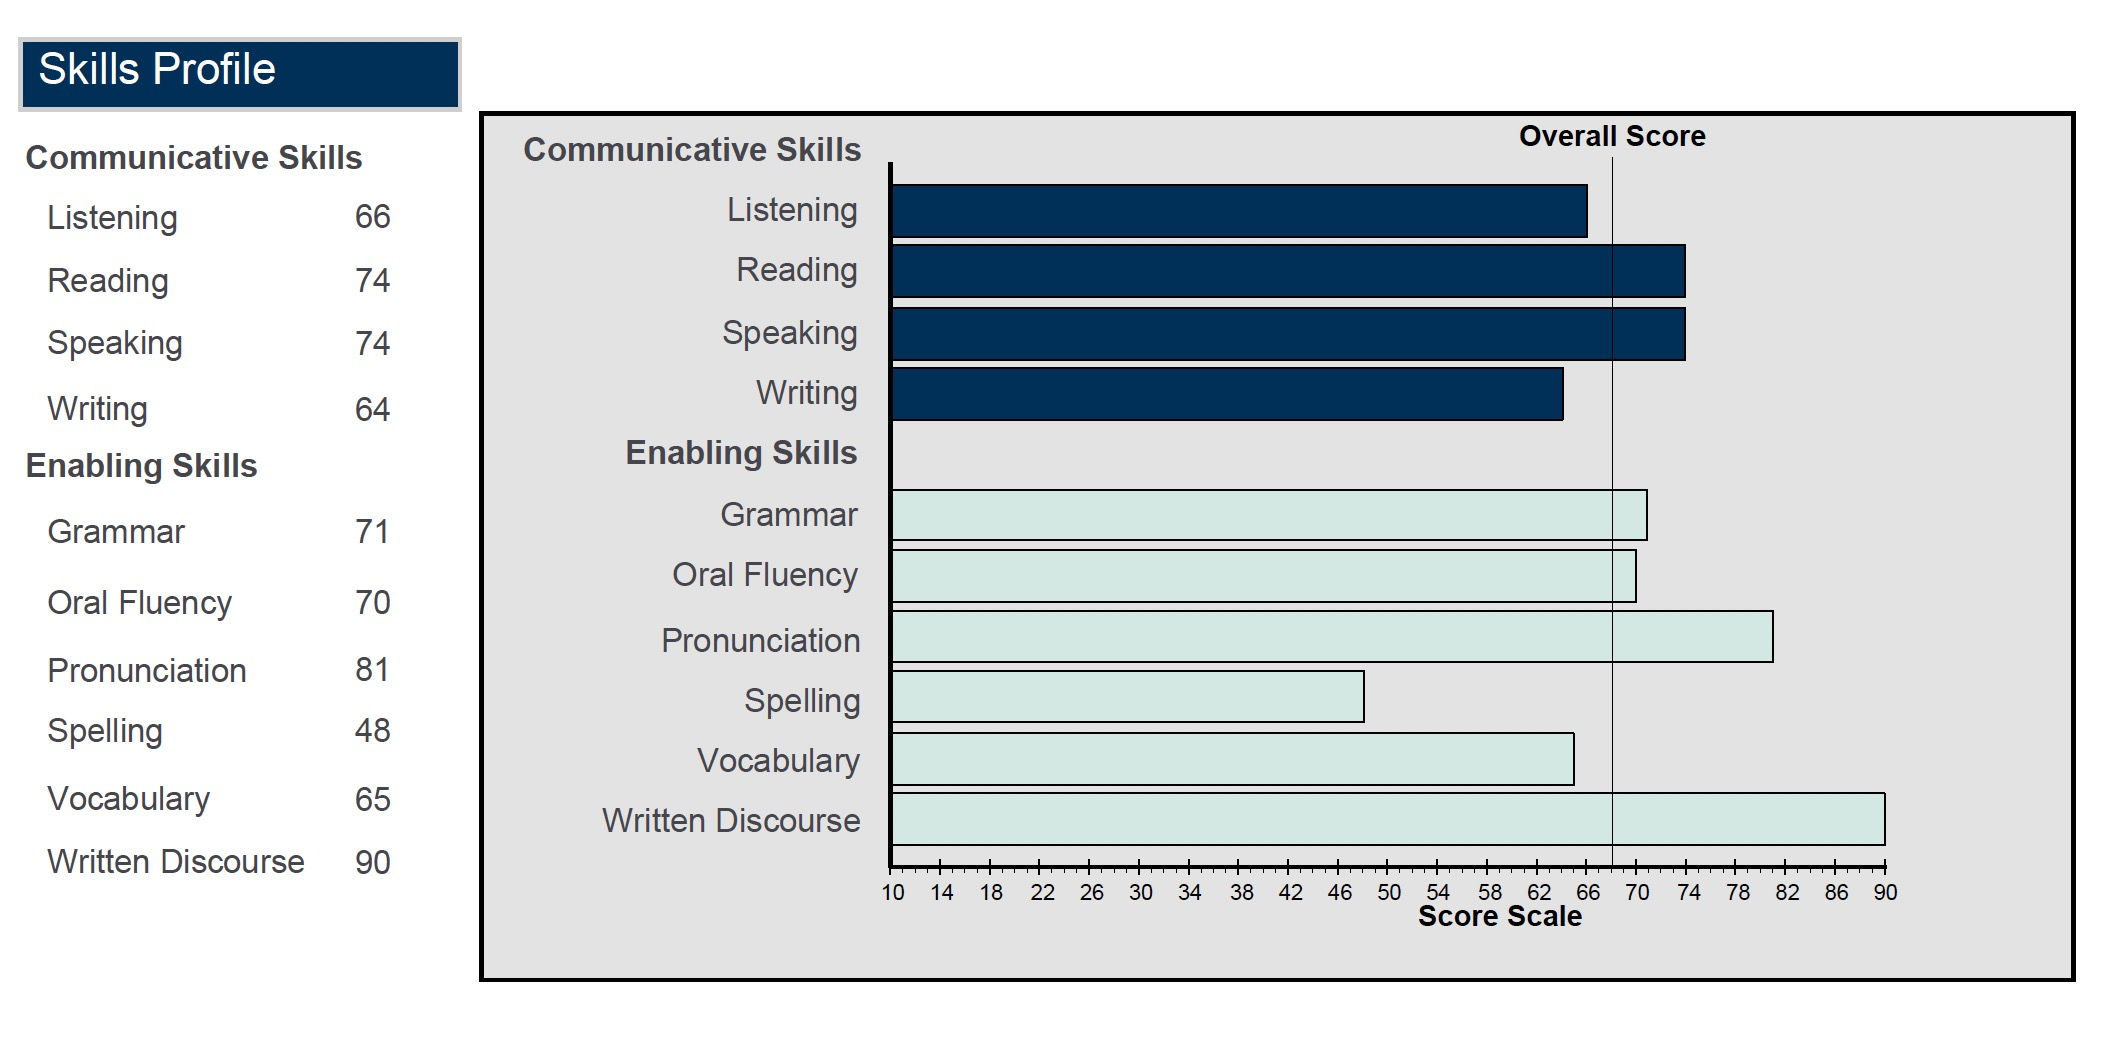 Skills Profile
Communicative Skills
Listening 66
Reading 74
Speaking 74
Writing 64
Enabling Skills
Grammar 71
Oral Fluency 70
Pronunciation 81
Spelling 48
Vocabulary 65
Written Discourse 90
Overall Score
Communicative Skills
Listening
Reading
Speaking
Writing
Enabling Skills
Grammar
Oral Fluency
Pronunciation
Spelling
Vocabulary
Written Discourse
10 14 18 22 26 30 34 38 42 46 50 54 58 62 66 70 74 78 82 86 90
Score Scale